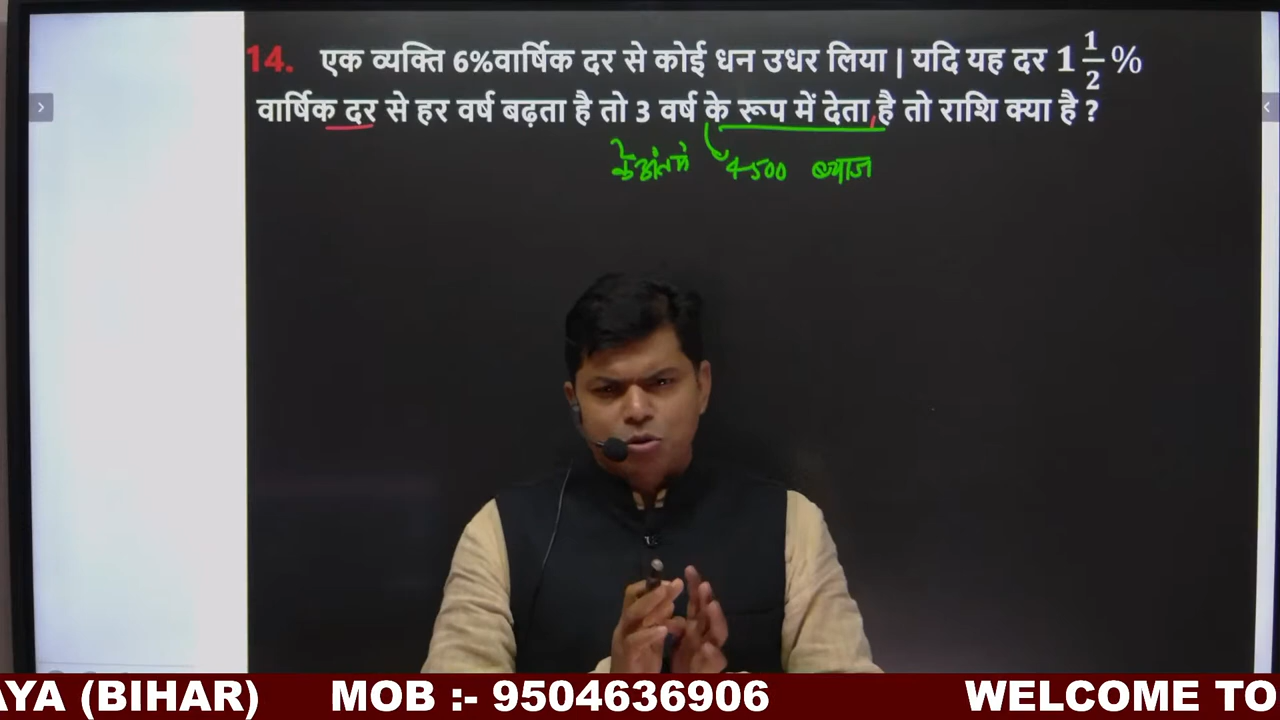 14. एक व्यक्ति 6%वार्षिक दर से कोई धन उधर लिया | यदि यह दर 1 1/2 %
वार्षिक दर से हर वर्ष बढ़ता है तो 3 वर्ष के रूप में देता है तो राशि क्या है ?
के अंत में 4500 ब्याज
AYA (BIHAR) MOB :- 9504636906 WELCOME TO